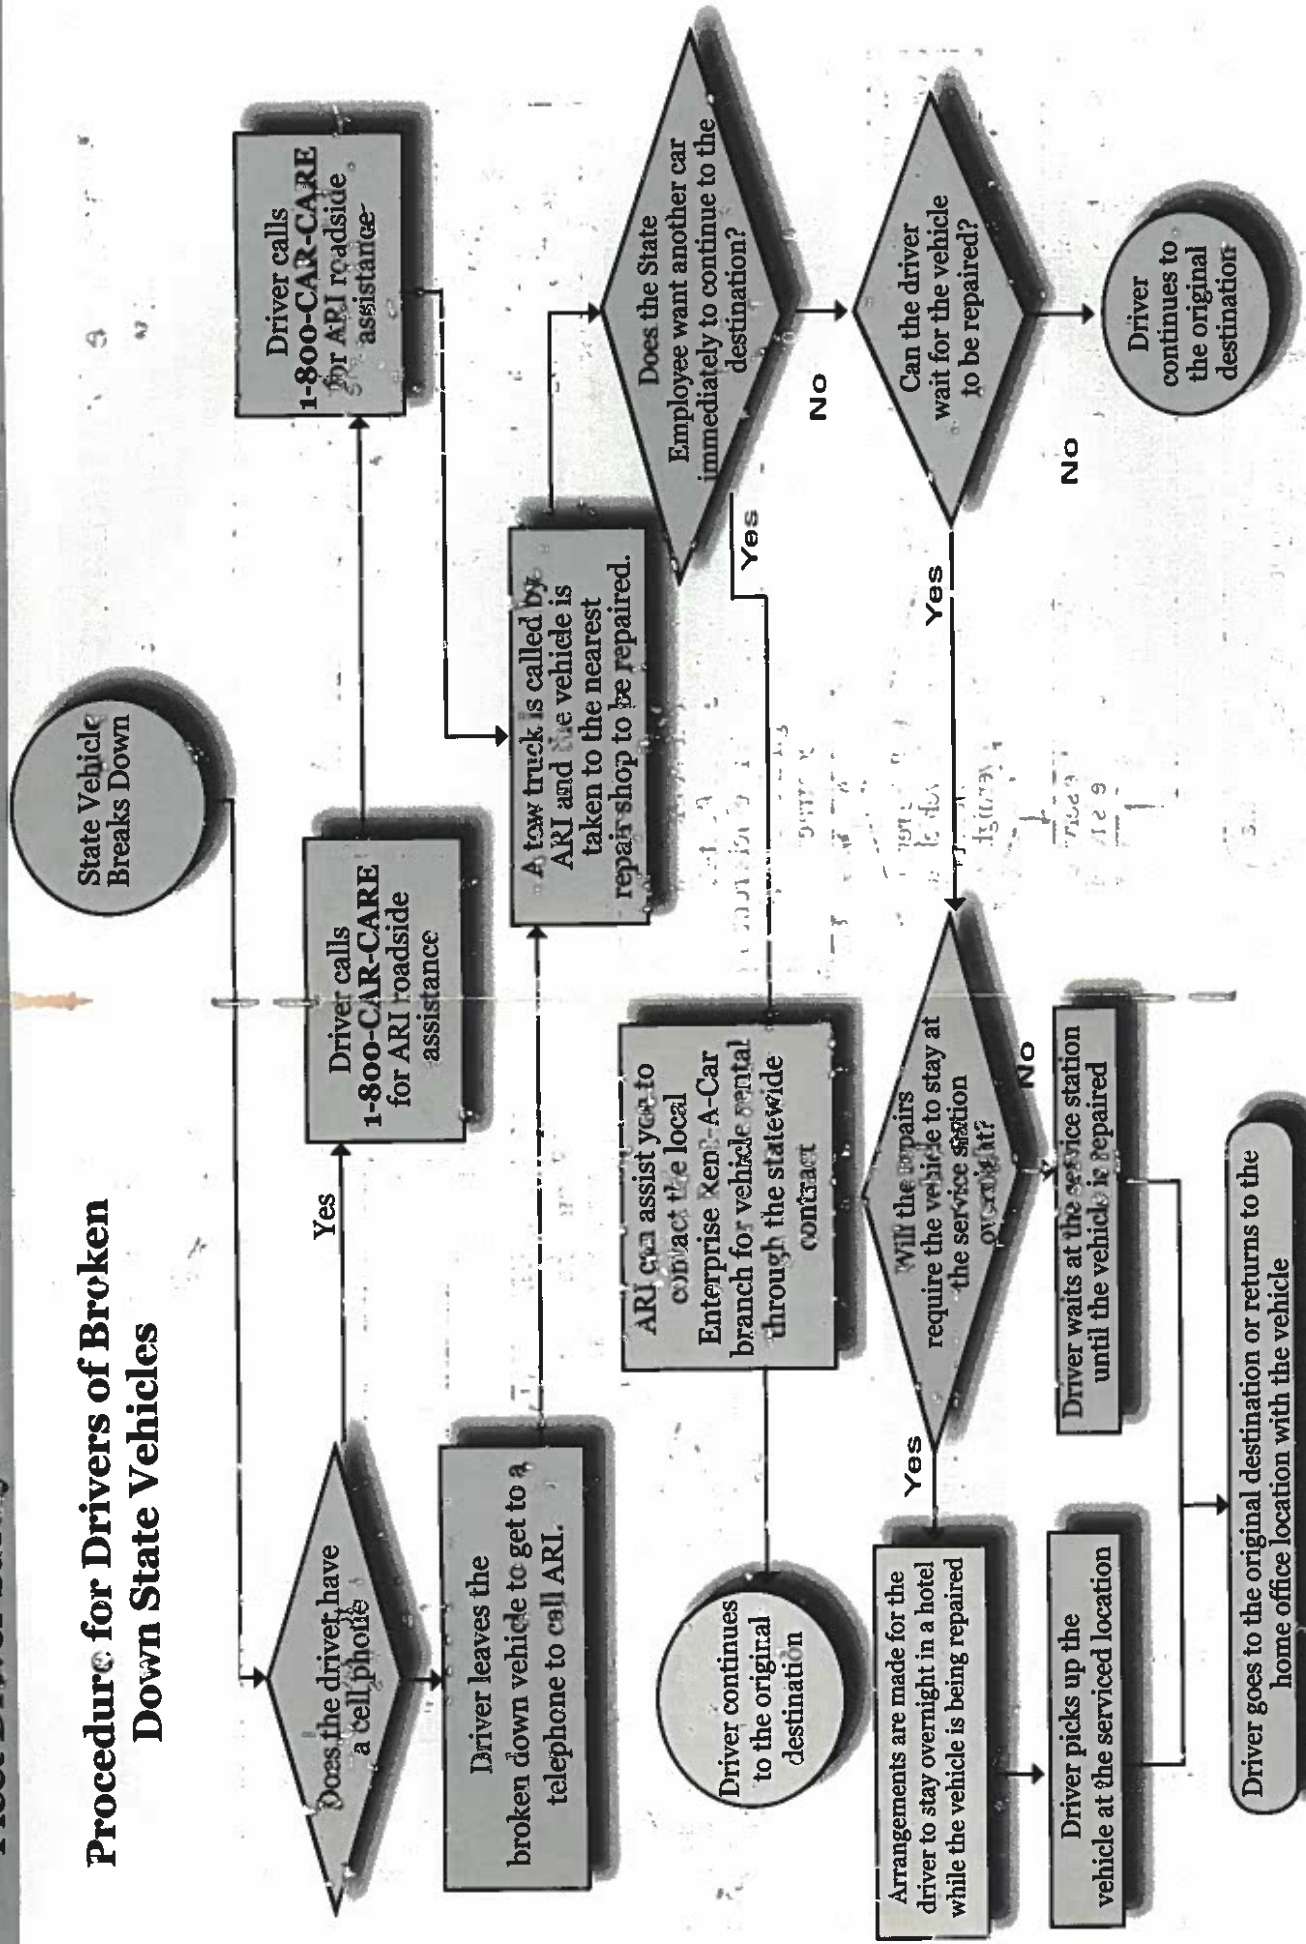 Procedure for Drivers of Broken
Down State Vehicles
State Vehicle
Breaks Down
Does the driver have
a cell phone
Yes
Driver calls
1-800-CAR-CARE
for ARI roadside
assistance
Driver calls
1-800-CAR-CARE
for ARI roadside
assistance
Driver leaves the
broken down vehicle to get to a
telephone to call ARI.
A tow truck is called by
ARI and the vehicle is
taken to the nearest
repair shop to be repaired.
Does the State
Employee want another car
immediately to continue to the
destination?
Yes
No
ARI can assist you to
contact the local
Enterprise Rent-A-Car
branch for vehicle rental
through the statewide
contract
Driver continues
to the original
destination
Can the driver
wait for the vehicle
to be repaired?
Yes
No
Driver
continues to
the original
destination
Will the repairs
require the vehicle to stay at
the service station
overnight?
Yes
No
Arrangements are made for the
driver to stay overnight in a hotel
while the vehicle is being repaired
Driver waits at the service station
until the vehicle is repaired
Driver picks up the
vehicle at the serviced location
Driver goes to the original destination or returns to the
home office location with the vehicle